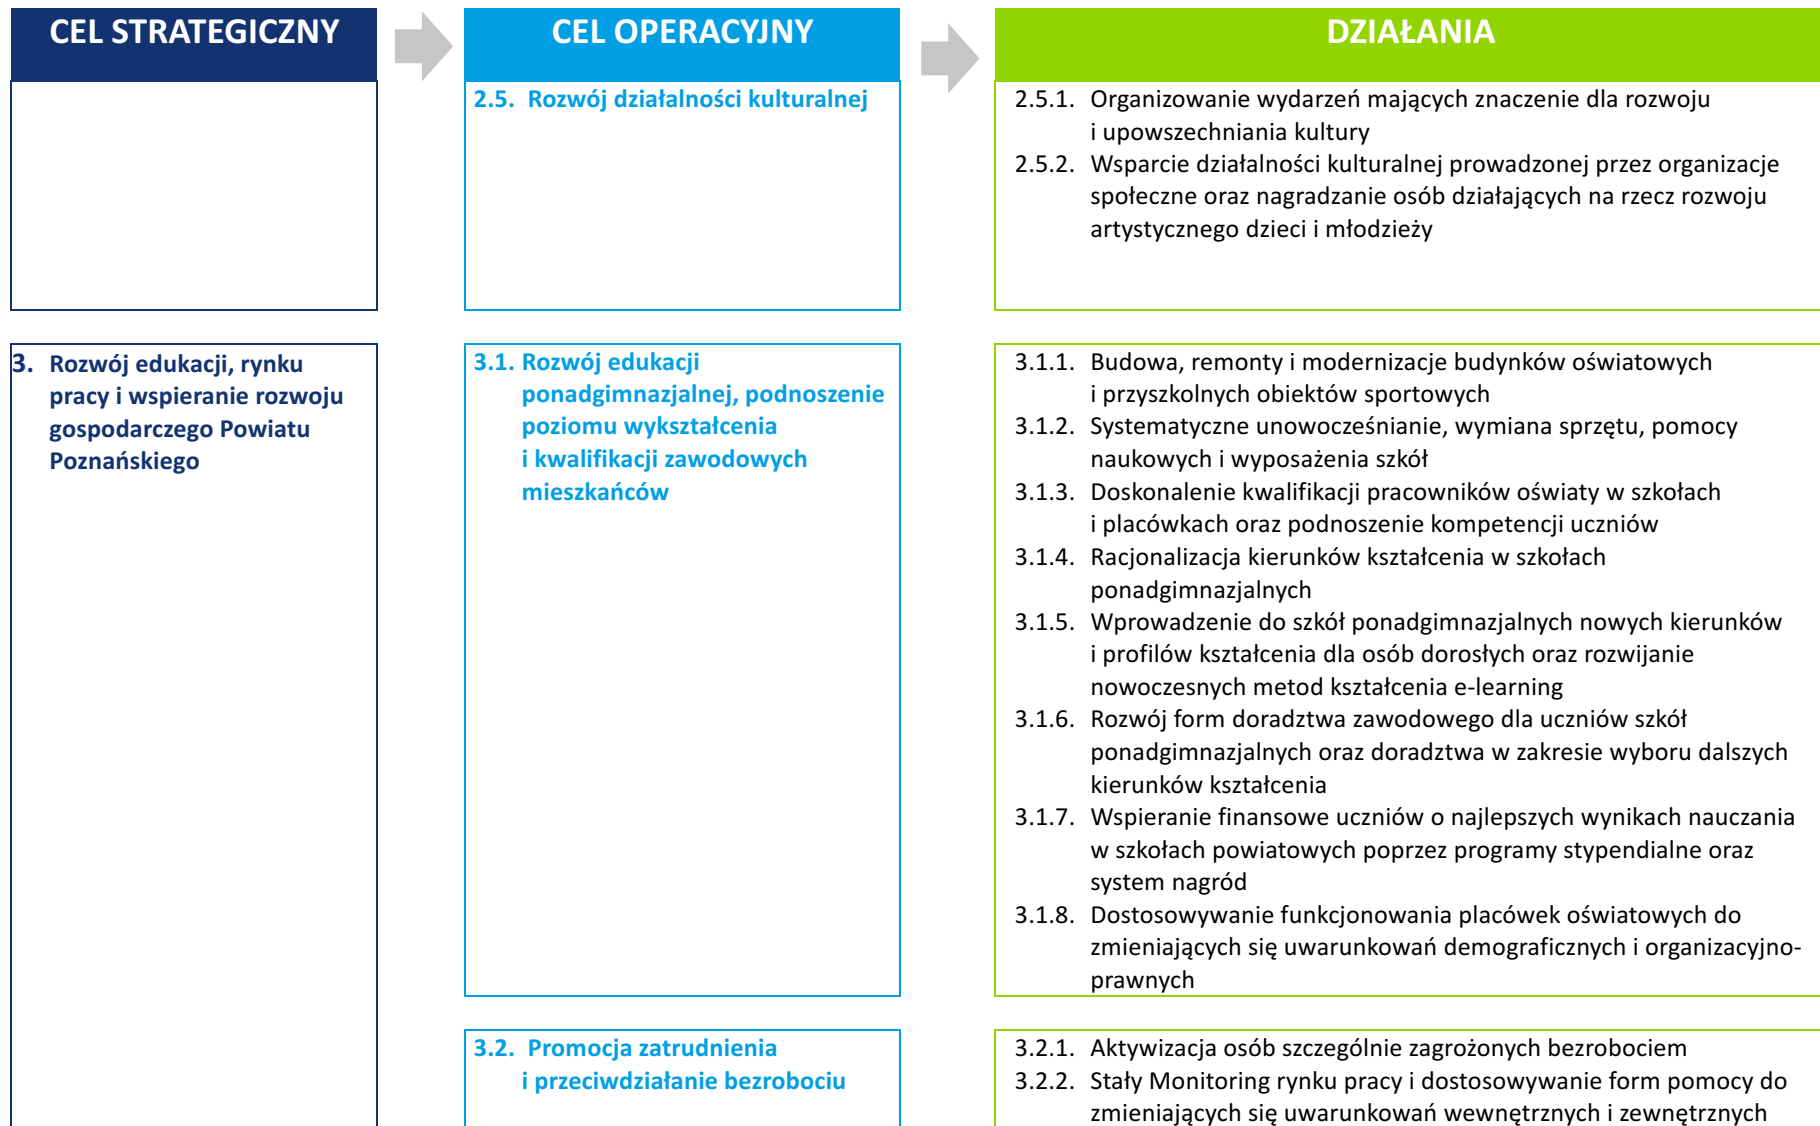 CEL STRATEGICZNY
CEL OPERACYJNY
DZIAŁANIA
2.5. Rozwój działalności kulturalnej
2.5.1. Organizowanie wydarzeń mających znaczenie dla rozwoju
i upowszechniania kultury
2.5.2. Wsparcie działalności kulturalnej prowadzonej przez organizacje
społeczne oraz nagradzanie osób działających na rzecz rozwoju
artystycznego dzieci i młodzieży
3. Rozwój edukacji, rynku
pracy i wspieranie rozwoju
gospodarczego Powiatu
Poznańskiego
3.1. Rozwój edukacji
ponadgimnazjalnej, podnoszenie
poziomu wykształcenia
i kwalifikacji zawodowych
mieszkańców
3.1.1. Budowa, remonty i modernizacje budynków oświatowych
i przyszkolnych obiektów sportowych
3.1.2. Systematyczne unowocześnianie, wymiana sprzętu, pomocy
naukowych i wyposażenia szkół
3.1.3. Doskonalenie kwalifikacji pracowników oświaty w szkołach
i placówkach oraz podnoszenie kompetencji uczniów
3.1.4. Racjonalizacja kierunków kształcenia w szkołach
ponadgimnazjalnych
3.1.5. Wprowadzenie do szkół ponadgimnazjalnych nowych kierunków
i profilów kształcenia dla osób dorosłych oraz rozwijanie
nowoczesnych metod kształcenia e-learning
3.1.6. Rozwój form doradztwa zawodowego dla uczniów szkół
ponadgimnazjalnych oraz doradztwa w zakresie wyboru dalszych
kierunków kształcenia
3.1.7. Wspieranie finansowe uczniów o najlepszych wynikach nauczania
w szkołach powiatowych poprzez programy stypendialne oraz
system nagród
3.1.8. Dostosowywanie funkcjonowania placówek oświatowych do
zmieniających się uwarunkowań demograficznych i organizacyjno-
prawnych
3.2. Promocja zatrudnienia
i przeciwdziałanie bezrobociu
3.2.1. Aktywizacja osób szczególnie zagrożonych bezrobociem
3.2.2. Stały Monitoring rynku pracy i dostosowywanie form pomocy do
zmieniających się uwarunkowań wewnętrznych i zewnętrznych